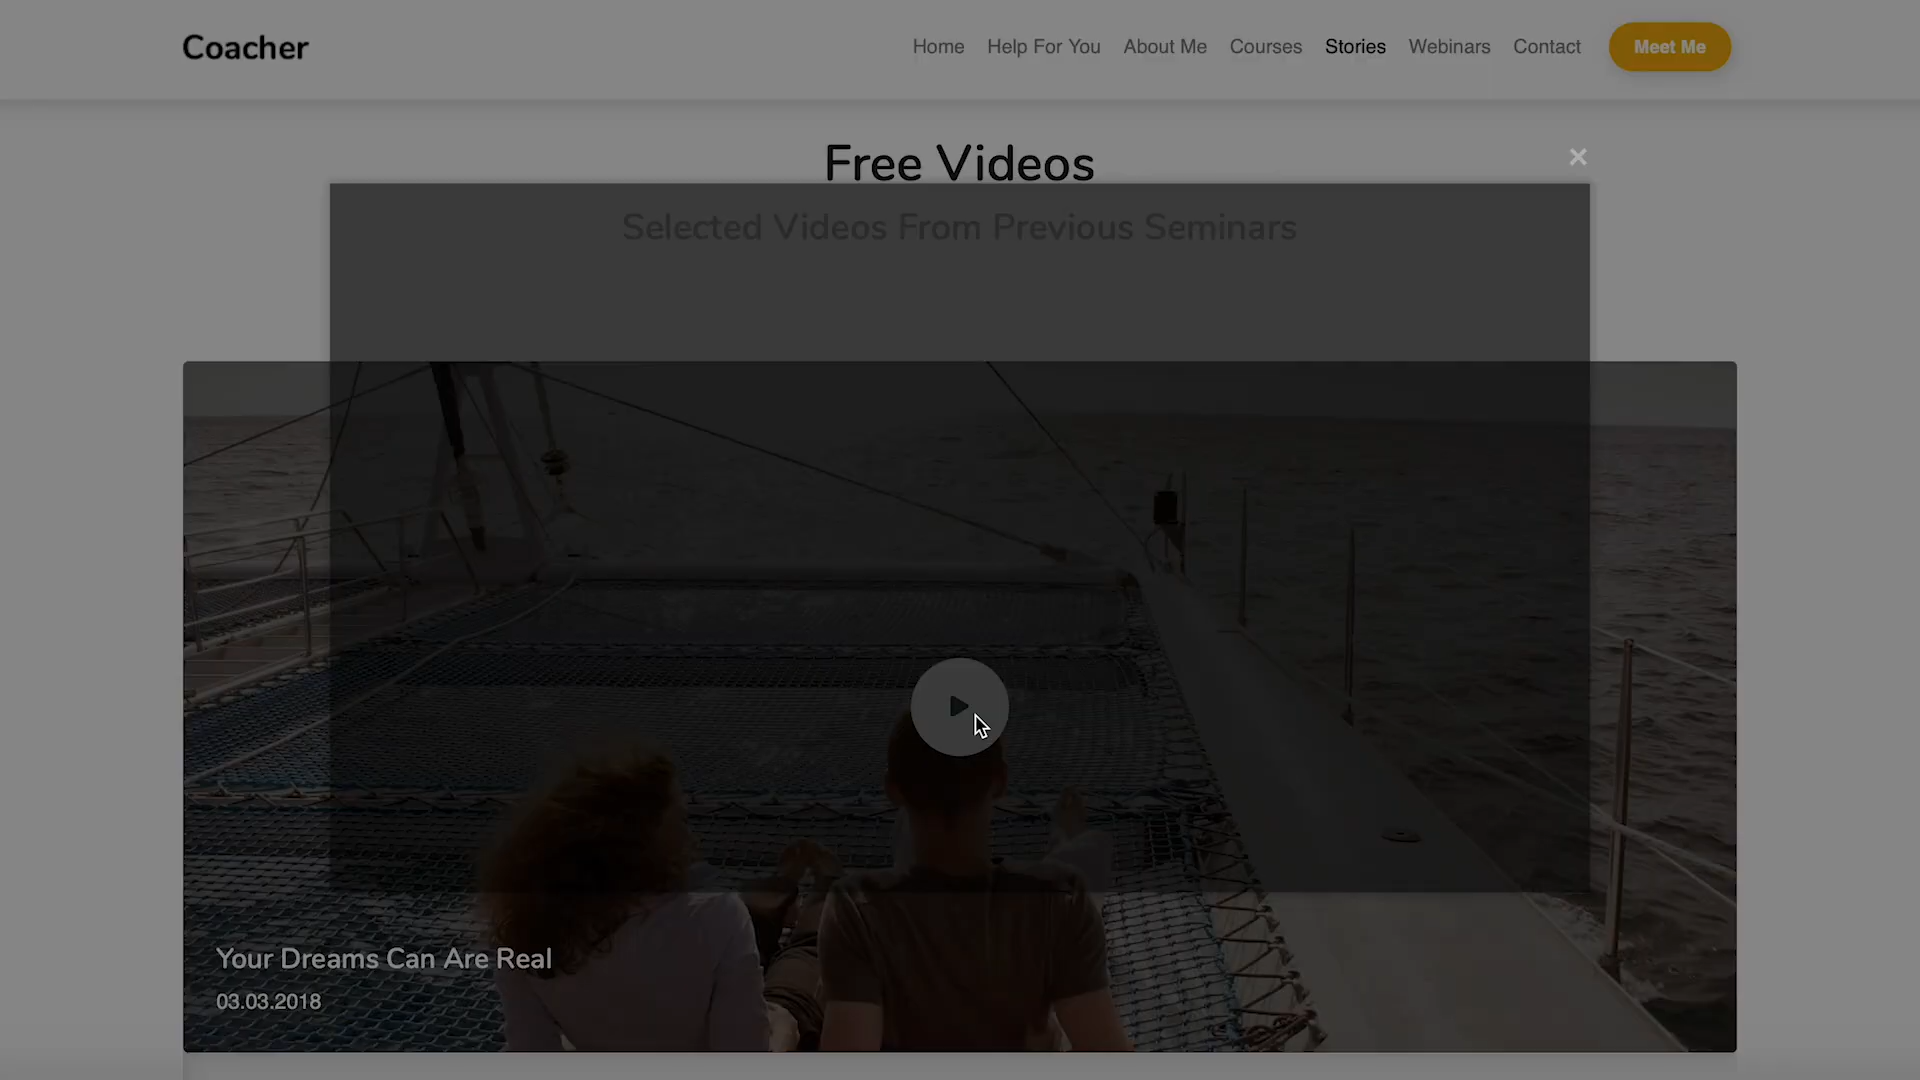 Coacher
Home Help For You About Me Courses Stories Webinars Contact Meet Me
Free Videos
×
Selected Videos From Previous Seminars
Your Dreams Can Are Real
03.03.2018